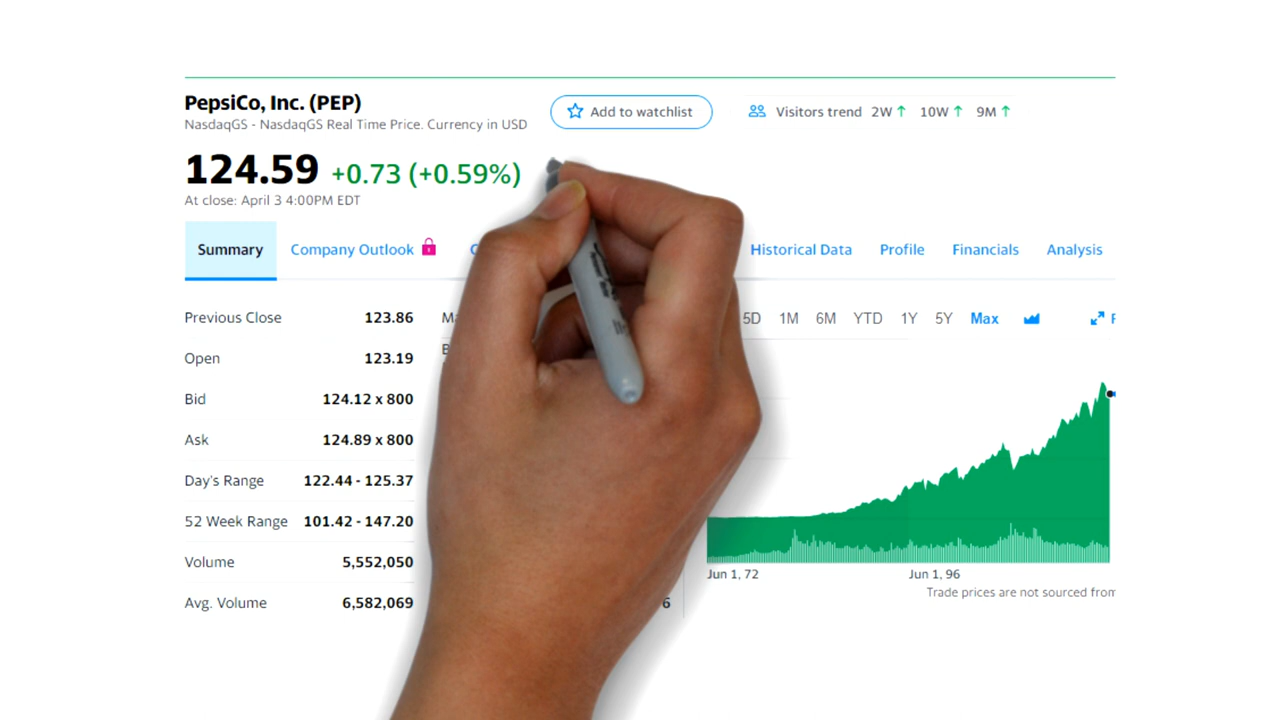 PepsiCo, Inc. (PEP)
NasdaqGS - NasdaqGS Real Time Price. Currency in USD
Add to watchlist
Visitors trend 2W 10W 9M
124.59 +0.73 (+0.59%)
At close: April 3 4:00PM EDT
Summary Company Outlook Historical Data Profile Financials Analysis
Previous Close 123.86
Open 123.19
Bid 124.12 x 800
Ask 124.89 x 800
Day's Range 122.44 - 125.37
52 Week Range 101.42 - 147.20
Volume 5,552,050
Avg. Volume 6,582,069
5D 1M 6M YTD 1Y 5Y Max
Jun 1, 72 Jun 1, 96
Trade prices are not sourced from